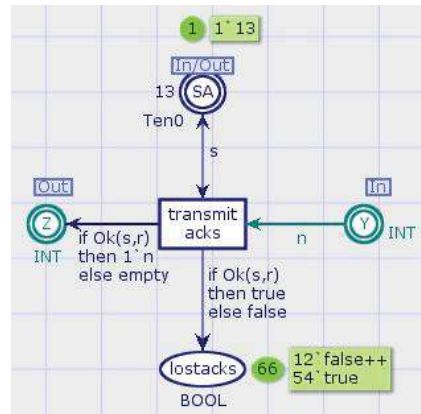 1
1`13
In/Out
13
SA
Ten0
s
Out
In
transmit
acks
Z
Y
INT
n
INT
if Ok(s,r)
then 1`n
else empty
if Ok(s,r)
then true
else false
lostacks
66
12`false++
54`true
BOOL